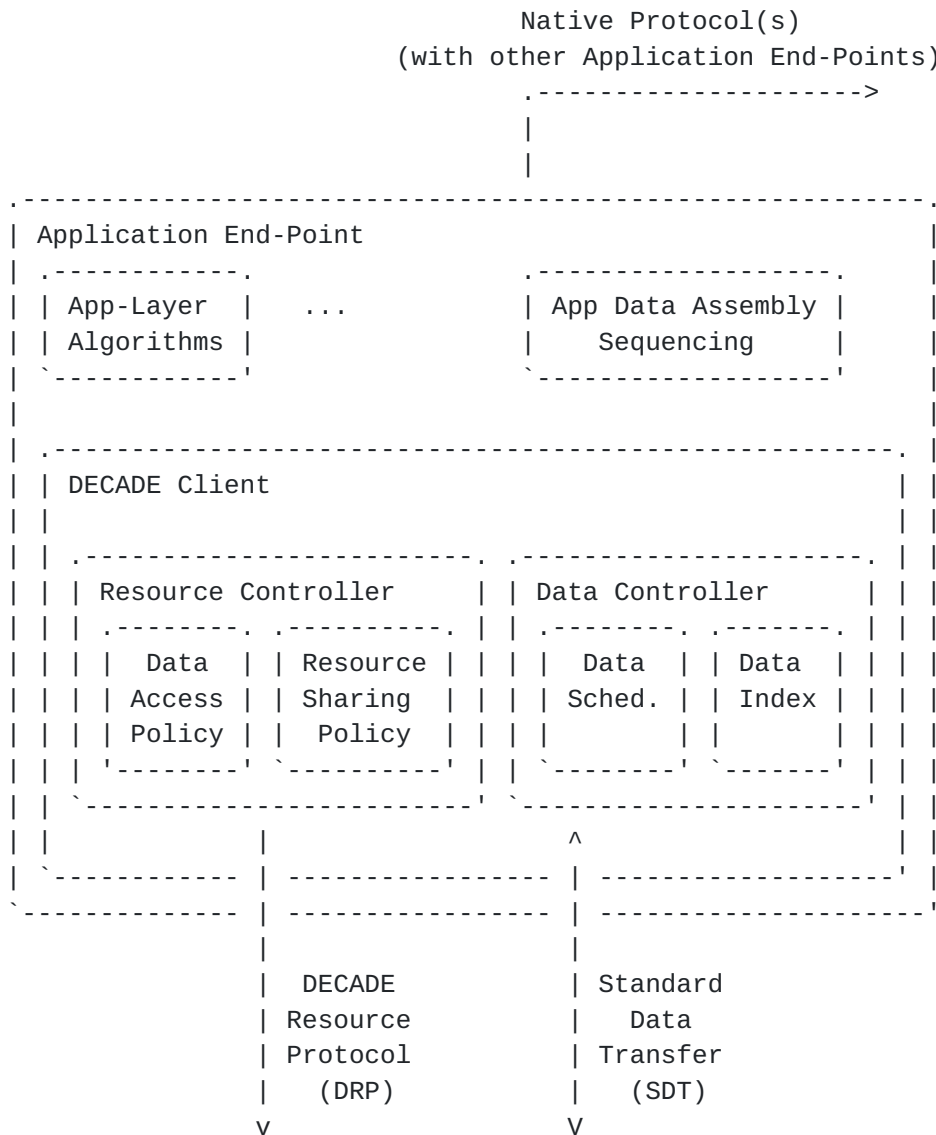 Native Protocol(s)
(with other Application End-Points)
Application End-Point
App-Layer ... App Data Assembly
Algorithms Sequencing
DECADE Client
Resource Controller Data Controller
Data Resource Data Data
Access Sharing Sched. Index
Policy Policy
DECADE Standard
Resource Data
Protocol Transfer
(DRP) (SDT)